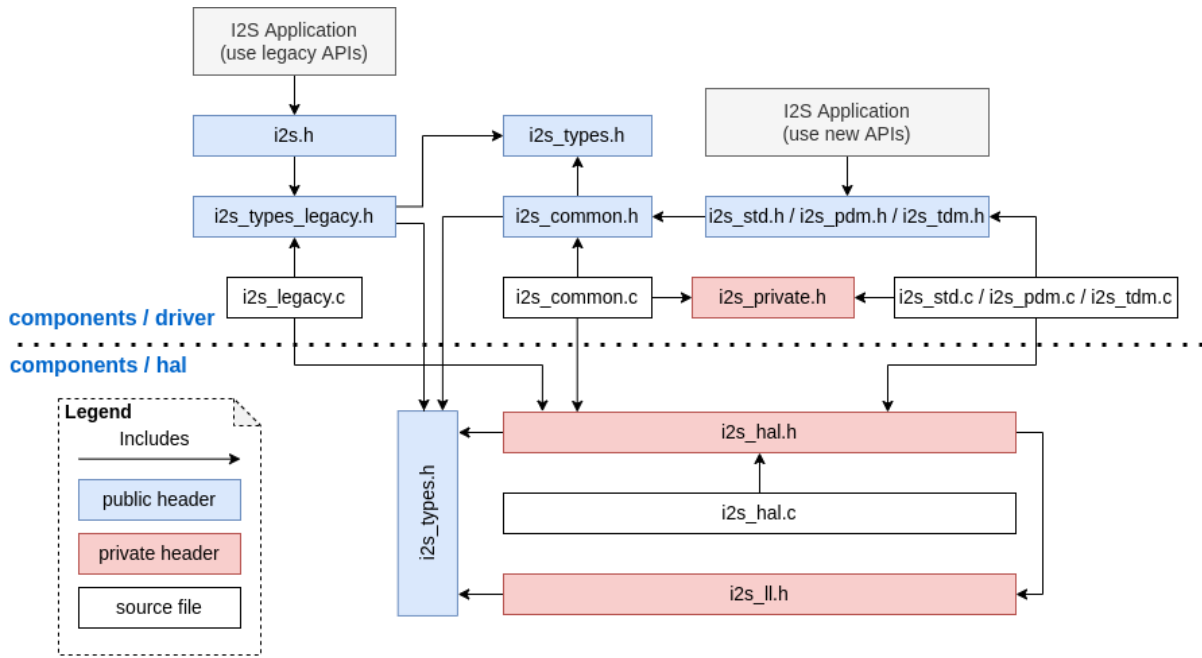 I2S Application
(use legacy APIs)
I2S Application
(use new APIs)
i2s.h
i2s_types.h
i2s_types_legacy.h
i2s_common.h
i2s_std.h / i2s_pdm.h / i2s_tdm.h
i2s_legacy.c
i2s_common.c
i2s_private.h
i2s_std.c / i2s_pdm.c / i2s_tdm.c
components / driver
components / hal
Legend
Includes
public header
private header
source file
i2s_types.h
i2s_hal.h
i2s_hal.c
i2s_ll.h